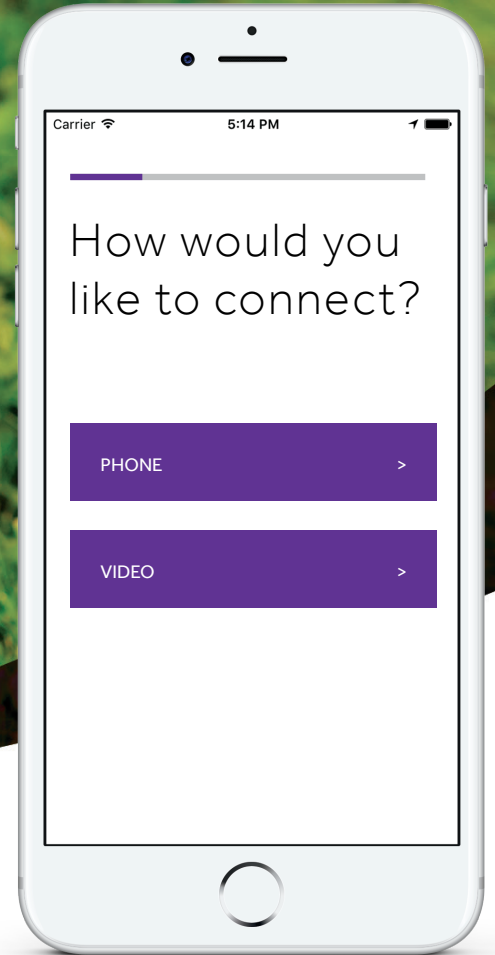 Carrier 5:14 PM
How would you
like to connect?
PHONE >
VIDEO >